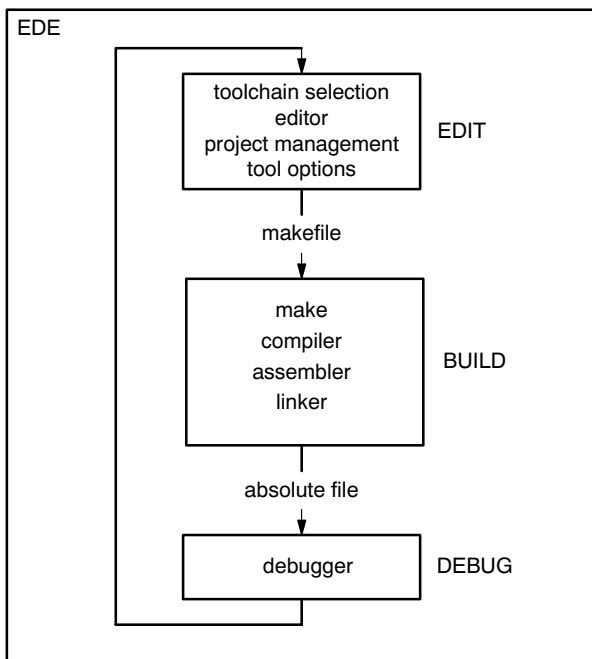 EDE
toolchain selection
editor
project management
tool options
EDIT
makefile
make
compiler
assembler
linker
BUILD
absolute file
debugger
DEBUG